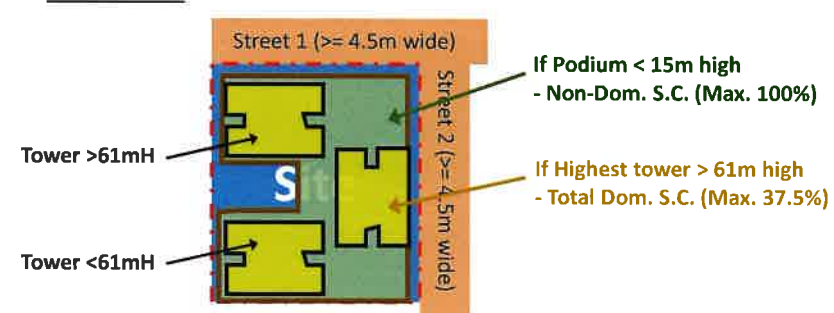 Street 1 (>= 4.5m wide)
If Podium < 15m high
- Non-Dom. S.C. (Max. 100%)
Street 2 (>= 4.5m wide)
Tower >61mH
If Highest tower > 61m high
- Total Dom. S.C. (Max. 37.5%)
Site
Tower <61mH